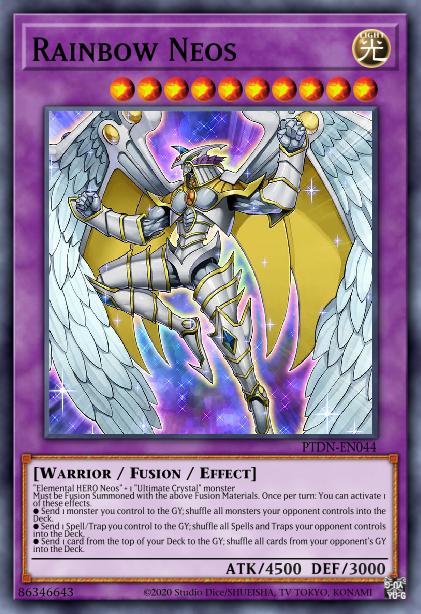 Rainbow Neos
LIGHT
光
PTDN-EN044
[Warrior / Fusion / Effect]
"Elemental HERO Neos" + 1 "Ultimate Crystal" monster
Must be Fusion Summoned with the above Fusion Materials. Once per turn: You can activate 1
of these effects.
● Send 1 monster you control to the GY; shuffle all monsters your opponent controls into the
Deck.
● Send 1 Spell/Trap you control to the GY; shuffle all Spells and Traps your opponent controls
into the Deck.
● Send 1 card from the top of your Deck to the GY; shuffle all cards from your opponent's GY
into the Deck.
ATK/4500 DEF/3000
86346643
©2020 Studio Dice/SHUEISHA, TV TOKYO, KONAMI